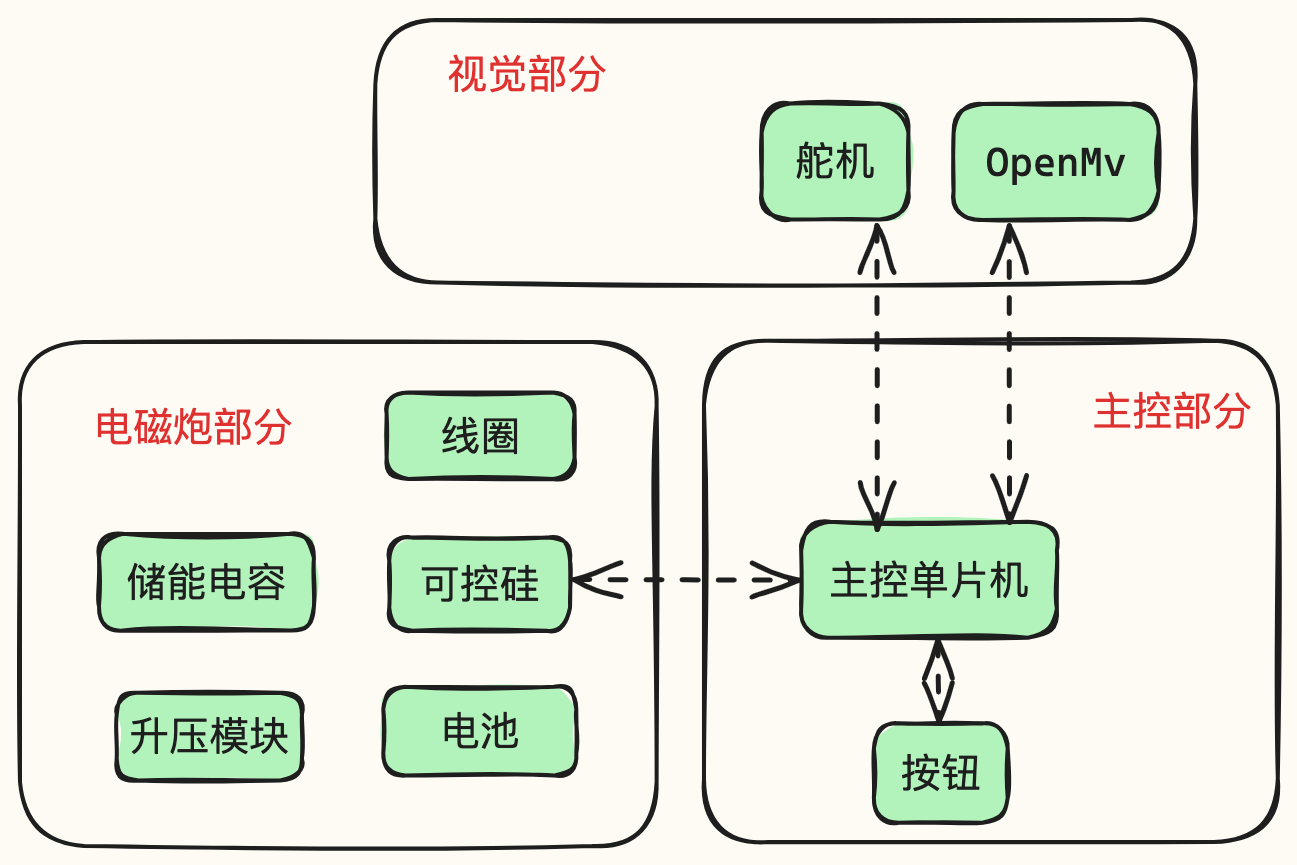 视觉部分
舵机
OpenMv
电磁炮部分
线圈
储能电容
可控硅
升压模块
电池
主控部分
主控单片机
按钮